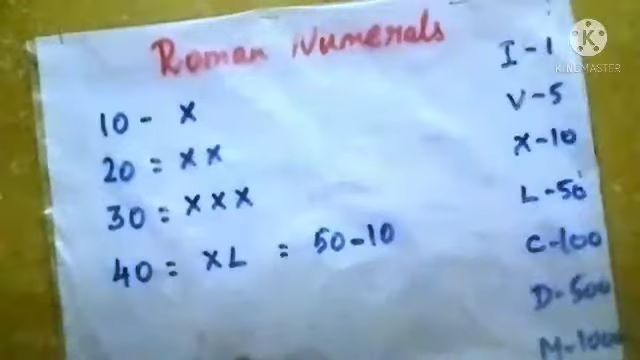 Roman Numerals
10 - X
20 = XX
30 = XXX
40 = XL = 50-10
I - 1
V - 5
X - 10
L - 50
C - 100
D - 500
M - 1000
KINEMASTER